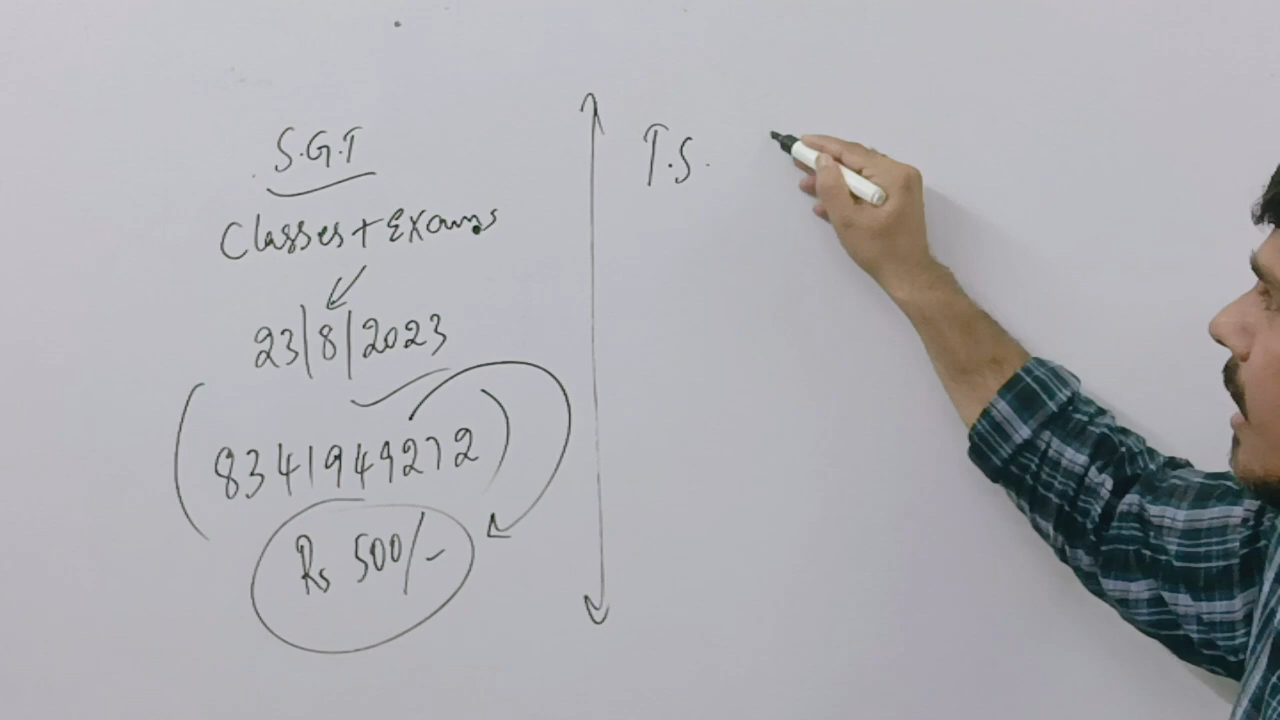 S.G.T
Classes + Exams
23/8/2023
(8341949272)
Rs 500/-
T.S.